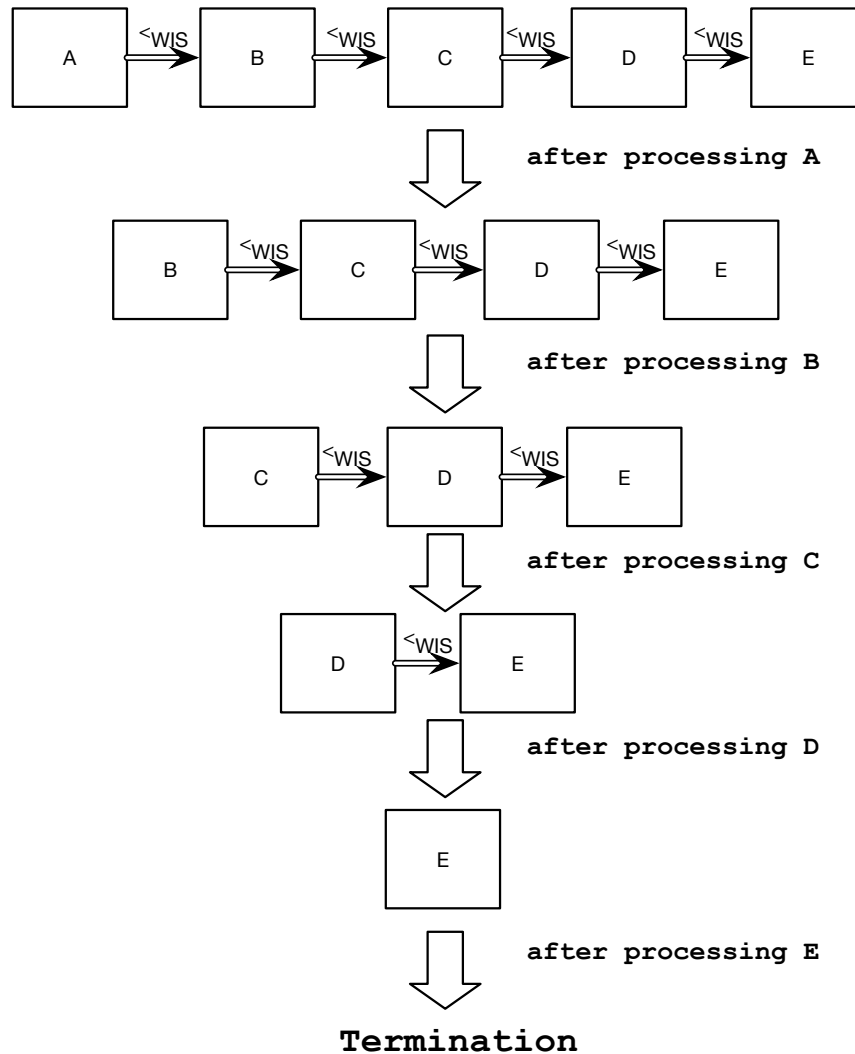 <WIS <WIS <WIS <WIS
A B C D E
after processing A
<WIS <WIS <WIS
B C D E
after processing B
<WIS <WIS
C D E
after processing C
<WIS
D E
after processing D
E
after processing E
Termination